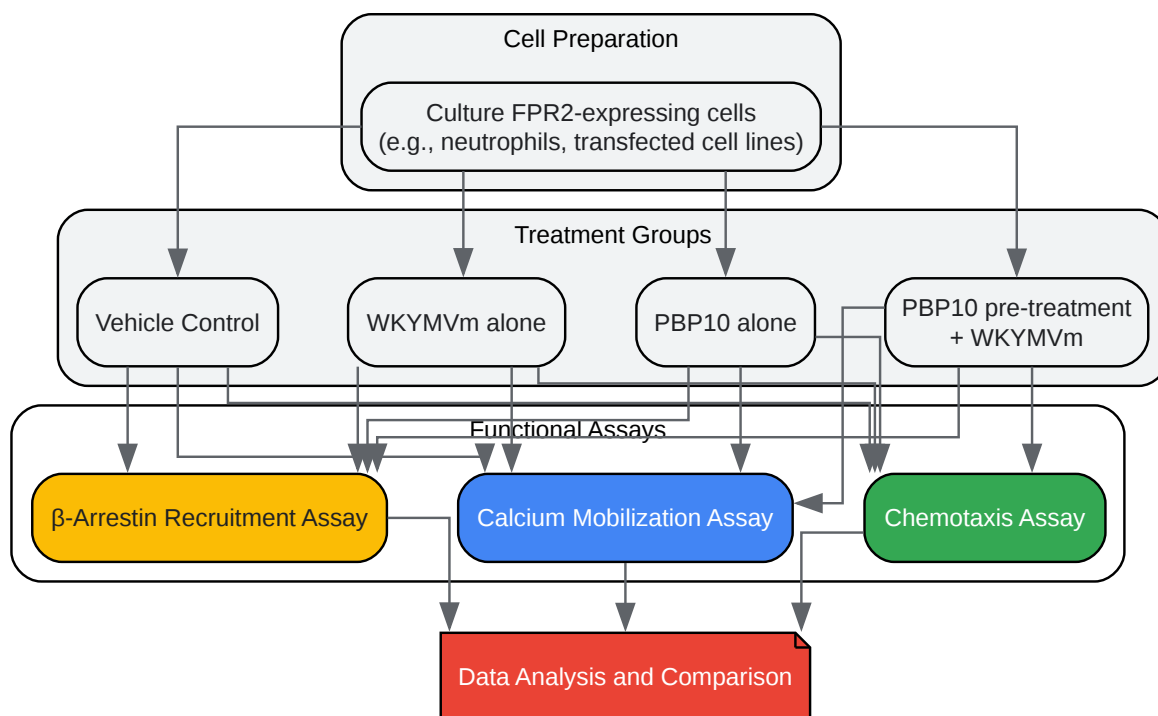 Cell Preparation
Culture FPR2-expressing cells
(e.g., neutrophils, transfected cell lines)
Treatment Groups
Vehicle Control
WKYMVm alone
PBP10 alone
PBP10 pre-treatment
+ WKYMVm
Functional Assays
β-Arrestin Recruitment Assay
Calcium Mobilization Assay
Chemotaxis Assay
Data Analysis and Comparison